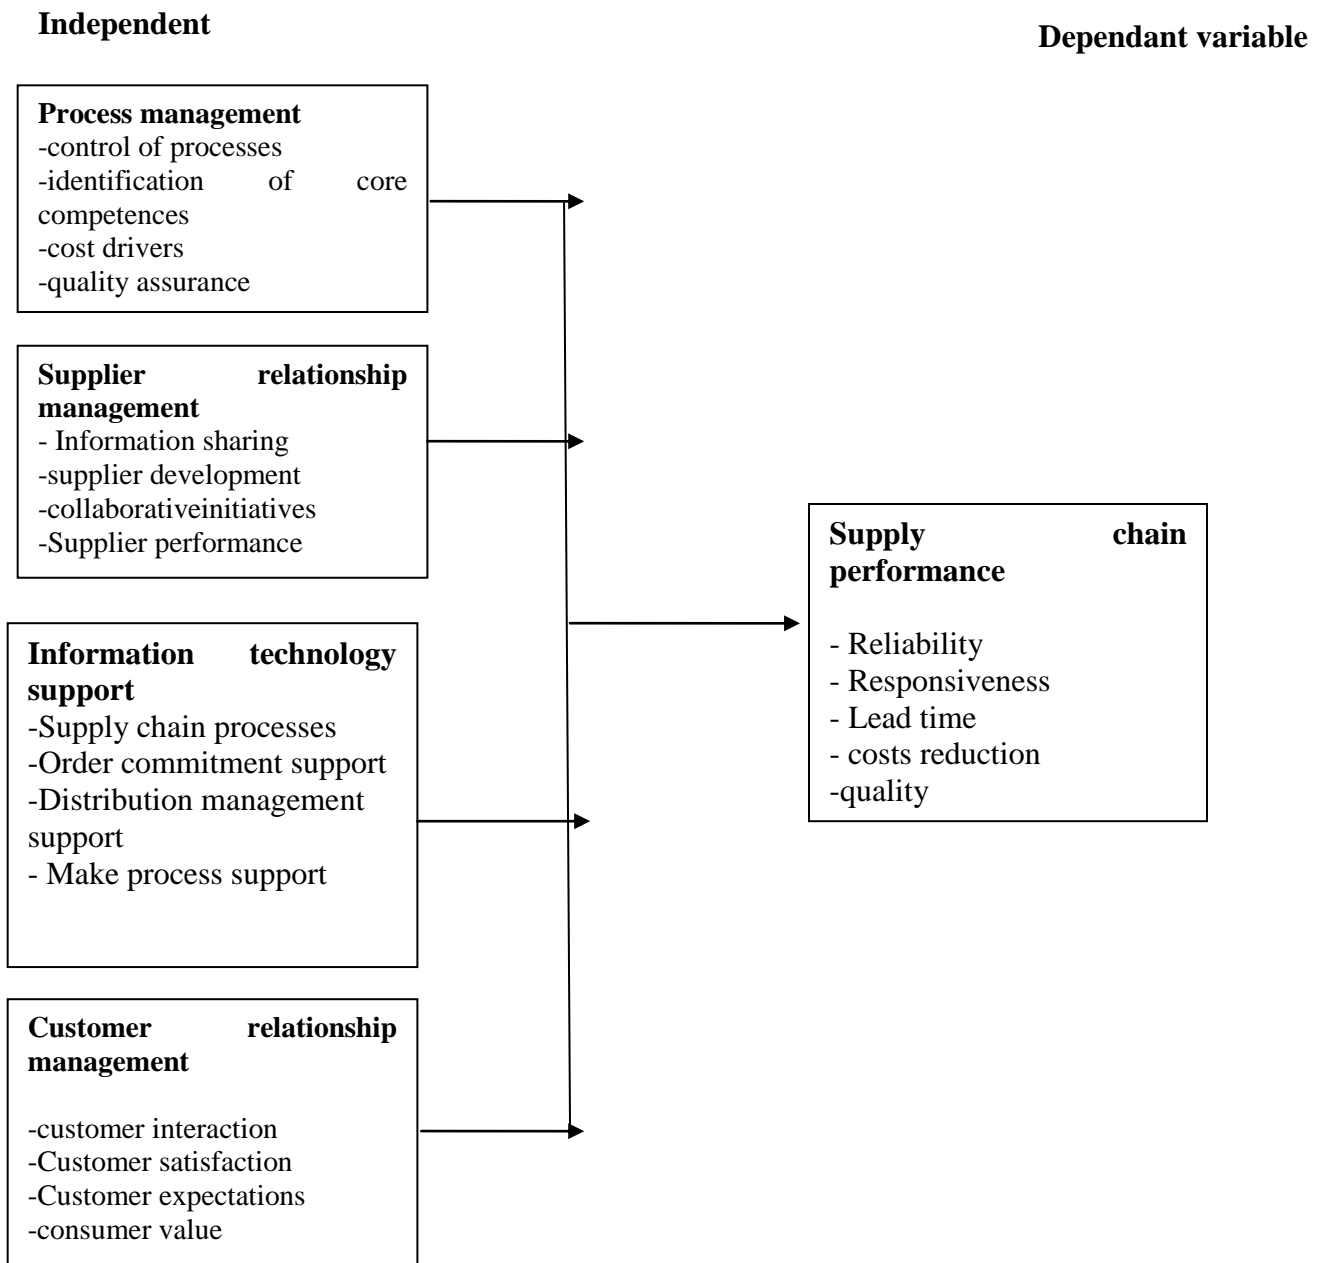 Independent
Dependant variable
Process management
-control of processes
-identification of core
competences
-cost drivers
-quality assurance
Supplier relationship
management
- Information sharing
-supplier development
-collaborativeinitiatives
-Supplier performance
Information technology
support
-Supply chain processes
-Order commitment support
-Distribution management
support
- Make process support
Customer relationship
management
-customer interaction
-Customer satisfaction
-Customer expectations
-consumer value
Supply chain
performance
- Reliability
- Responsiveness
- Lead time
- costs reduction
-quality